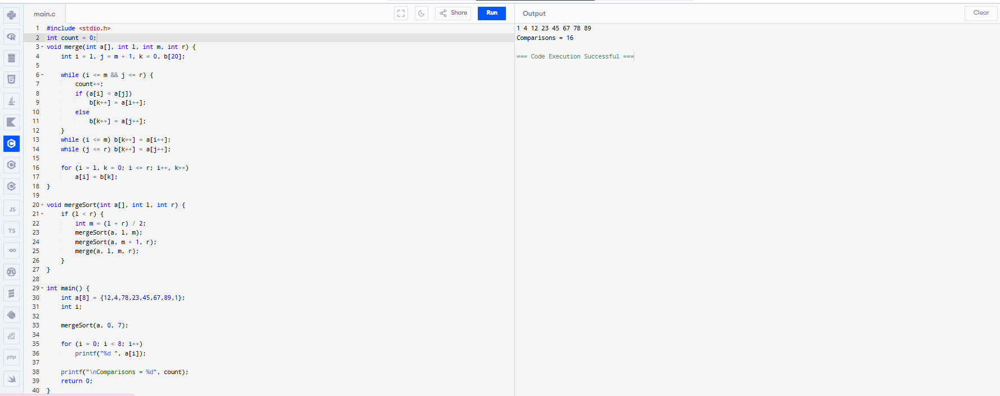 main.c
Share
Run
Output
Clear
1 #include <stdio.h>
2 int count = 0;
3 void merge(int a[], int l, int m, int r) {
4     int i = l, j = m + 1, k = 0, b[20];
5
6     while (i <= m && j <= r) {
7         count++;
8         if (a[i] < a[j])
9             b[k++] = a[i++];
10         else
11             b[k++] = a[j++];
12     }
13     while (i <= m) b[k++] = a[i++];
14     while (j <= r) b[k++] = a[j++];
15
16     for (i = l, k = 0; i <= r; i++, k++)
17         a[i] = b[k];
18 }
19
20 void mergeSort(int a[], int l, int r) {
21     if (l < r) {
22         int m = (l + r) / 2;
23         mergeSort(a, l, m);
24         mergeSort(a, m + 1, r);
25         merge(a, l, m, r);
26     }
27 }
28
29 int main() {
30     int a[8] = {12,4,78,23,45,67,89,1};
31     int i;
32
33     mergeSort(a, 0, 7);
34
35     for (i = 0; i < 8; i++)
36         printf("%d ", a[i]);
37
38     printf("\nComparisons = %d", count);
39     return 0;
40 }
1 4 12 23 45 67 78 89
Comparisons = 16
=== Code Execution Successful ===
JS
TS
GO
php